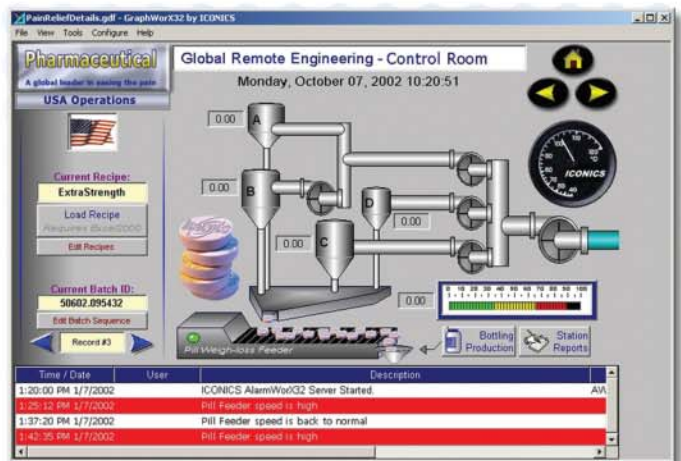 PainReliefDetails.gdf - GraphWorX32 by ICONICS
File View Tools Configure Help
Pharmaceutical
A global leader in easing the pain
USA Operations
Global Remote Engineering - Control Room
Monday, October 07, 2002 10:20:51
0.00
A
0.00
B
D
0.00
C
0.00
0.00
ICONICS
°C
Current Recipe:
ExtraStrength
Load Recipe
Requires Excel2000
Edit Recipes
Current Batch ID:
50602.095432
Edit Batch Sequence
Record #3
0 10 20 30 40 50 60 70 80 90 100
Pill Weigh-loss Feeder
Bottling
Production
Station
Reports
Time / Date User Description
1:20:00 PM 1/7/2002 ICONICS AlarmWorX32 Server Started. AW
1:25:12 PM 1/7/2002 Pill Feeder speed is high
1:37:20 PM 1/7/2002 Pill Feeder speed is back to normal
1:42:35 PM 1/7/2002 Pill Feeder speed is high